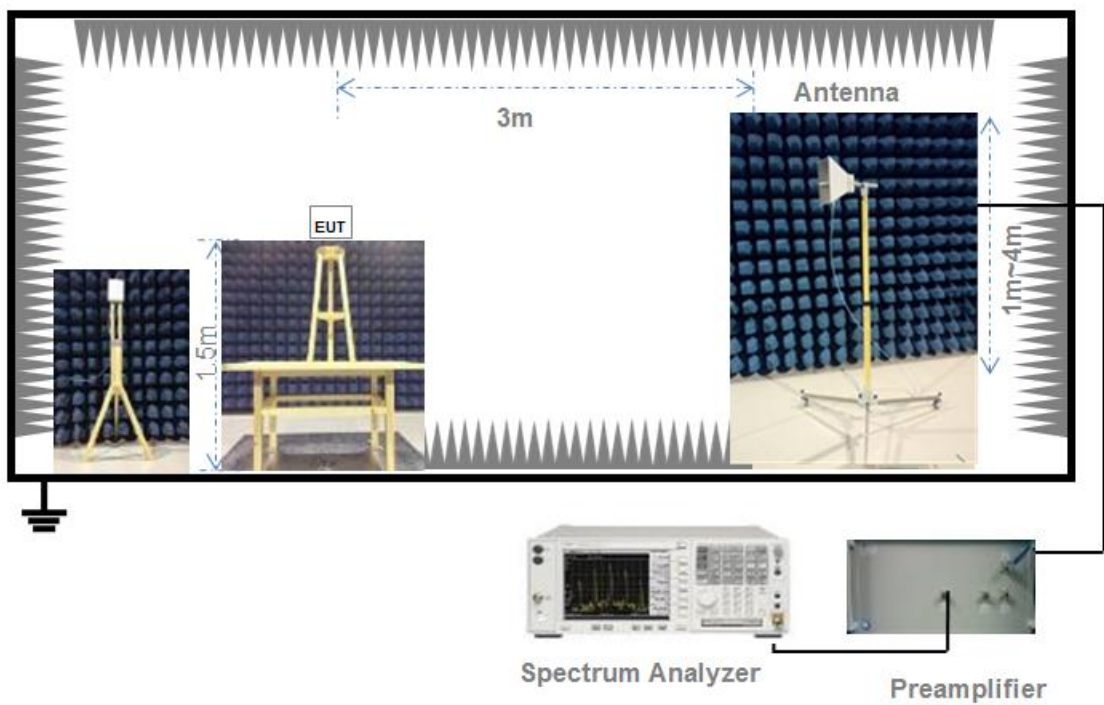 Antenna
3m
EUT
1.5m
1m~4m
Spectrum Analyzer
Preamplifier